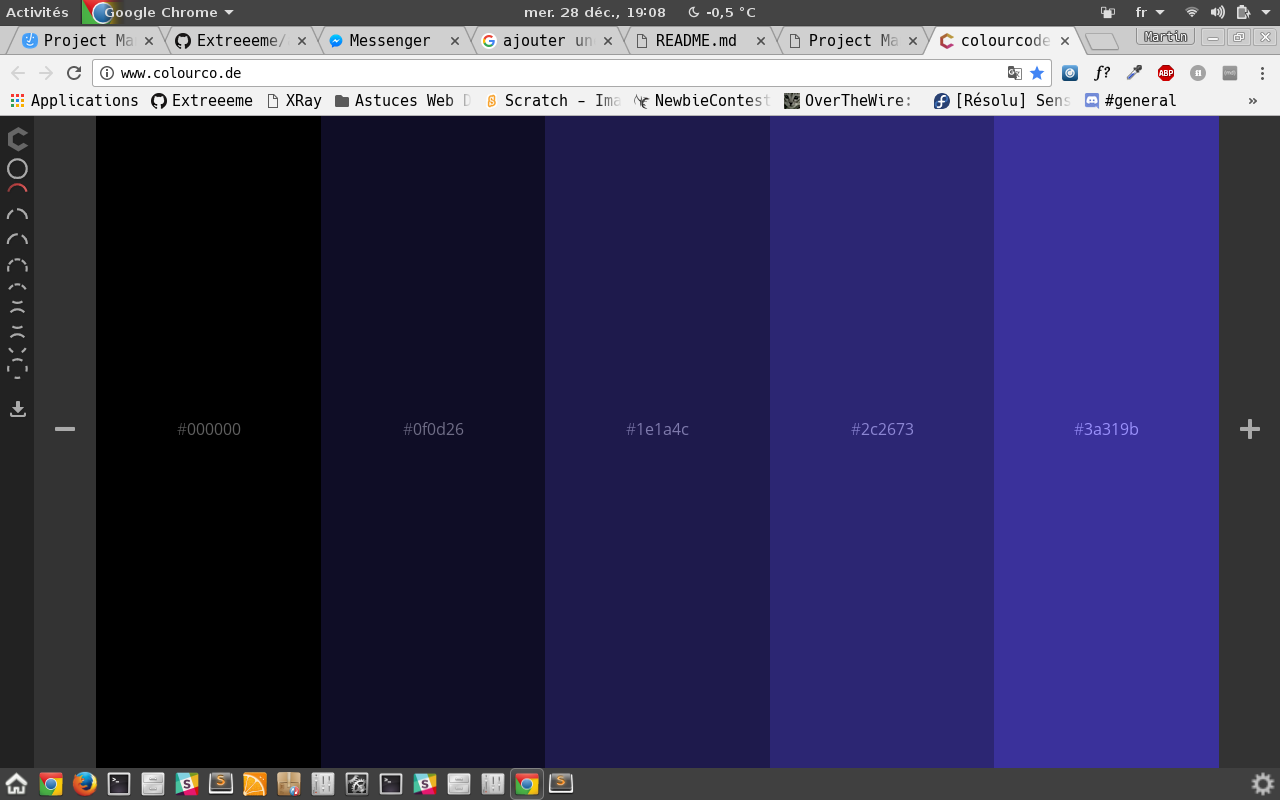 Activités Google Chrome mer. 28 déc., 19:08 -0,5 °C fr
Project Ma Extreeeme/ Messenger ajouter un README.md Project Ma colourcode Martin
www.colourco.de f? ABP
Applications Extreeeme XRay Astuces Web D Scratch – Ima NewbieContest OverTheWire: [Résolu] Sens #general »
#000000 #0f0d26 #1e1a4c #2c2673 #3a319b